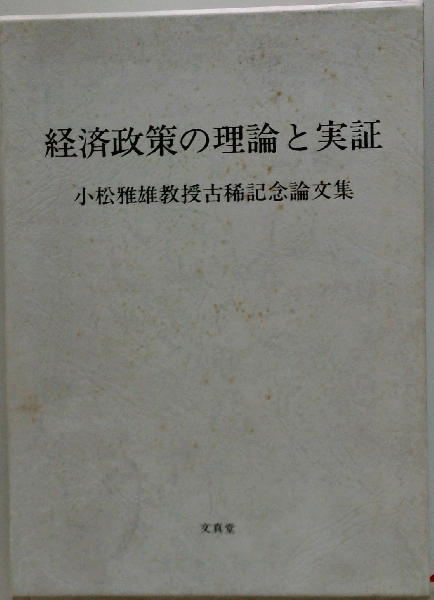 経済政策の理論と実証
小松雅雄教授古稀記念論文集
文真堂